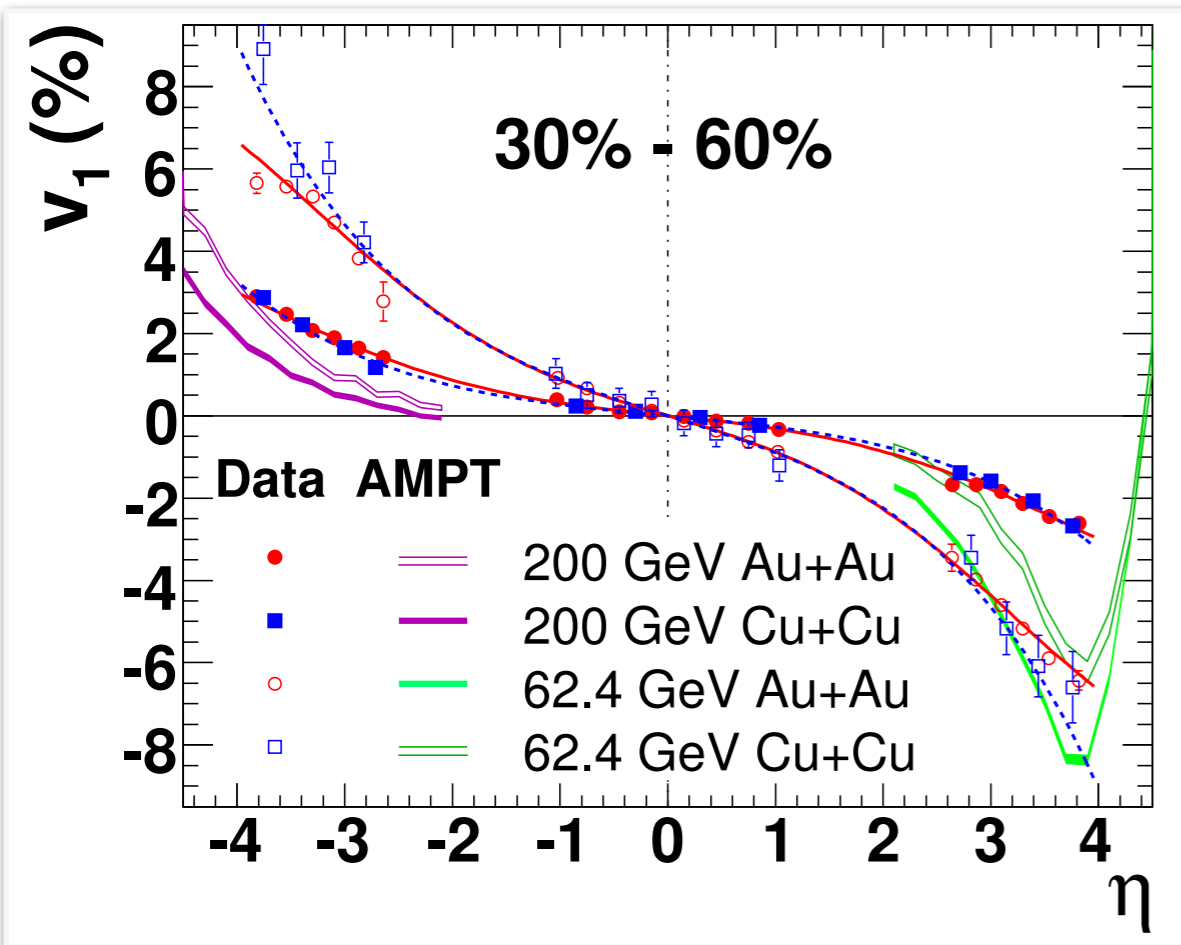 v₁ (%)
30% - 60%
8
6
4
2
0
-2
-4
-6
-8
Data AMPT
200 GeV Au+Au
200 GeV Cu+Cu
62.4 GeV Au+Au
62.4 GeV Cu+Cu
-4 -3 -2 -1 0 1 2 3 4
η